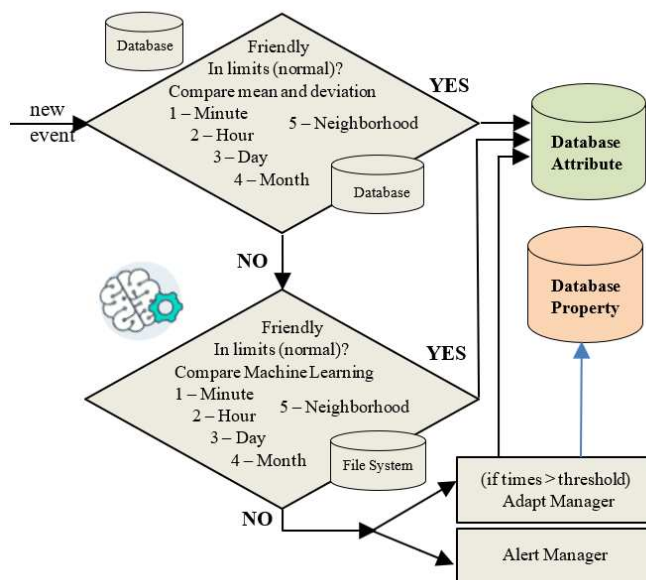 Database
Friendly
In limits (normal)?
Compare mean and deviation
1 – Minute
2 – Hour
3 – Day
4 – Month
5 – Neighborhood
Database
YES
new
event
Database
Attribute
NO
Database
Property
Friendly
In limits (normal)?
Compare Machine Learning
1 – Minute
2 – Hour
3 – Day
4 – Month
5 – Neighborhood
File System
YES
NO
(if times > threshold)
Adapt Manager
Alert Manager